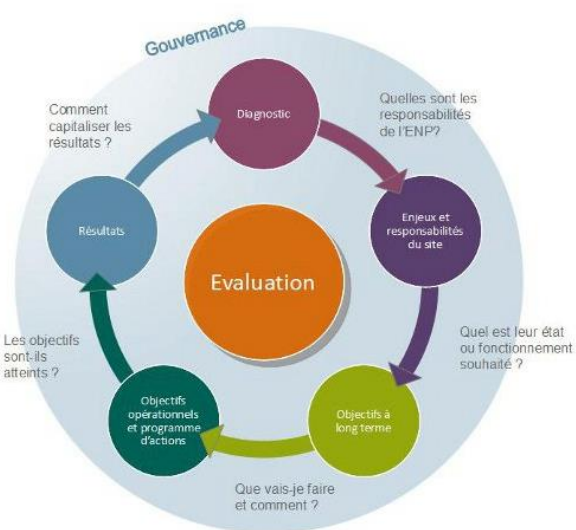 Gouvernance
Diagnostic
Quelles sont les
responsabilités
de l'ENP?
Enjeux et
responsabilités
du site
Quel est leur état
ou fonctionnement
souhaité ?
Objectifs à
long terme
Que vais-je faire
et comment ?
Objectifs
opérationnels
et programme
d'actions
Les objectifs
sont-ils
atteints ?
Résultats
Comment
capitaliser les
résultats ?
Evaluation